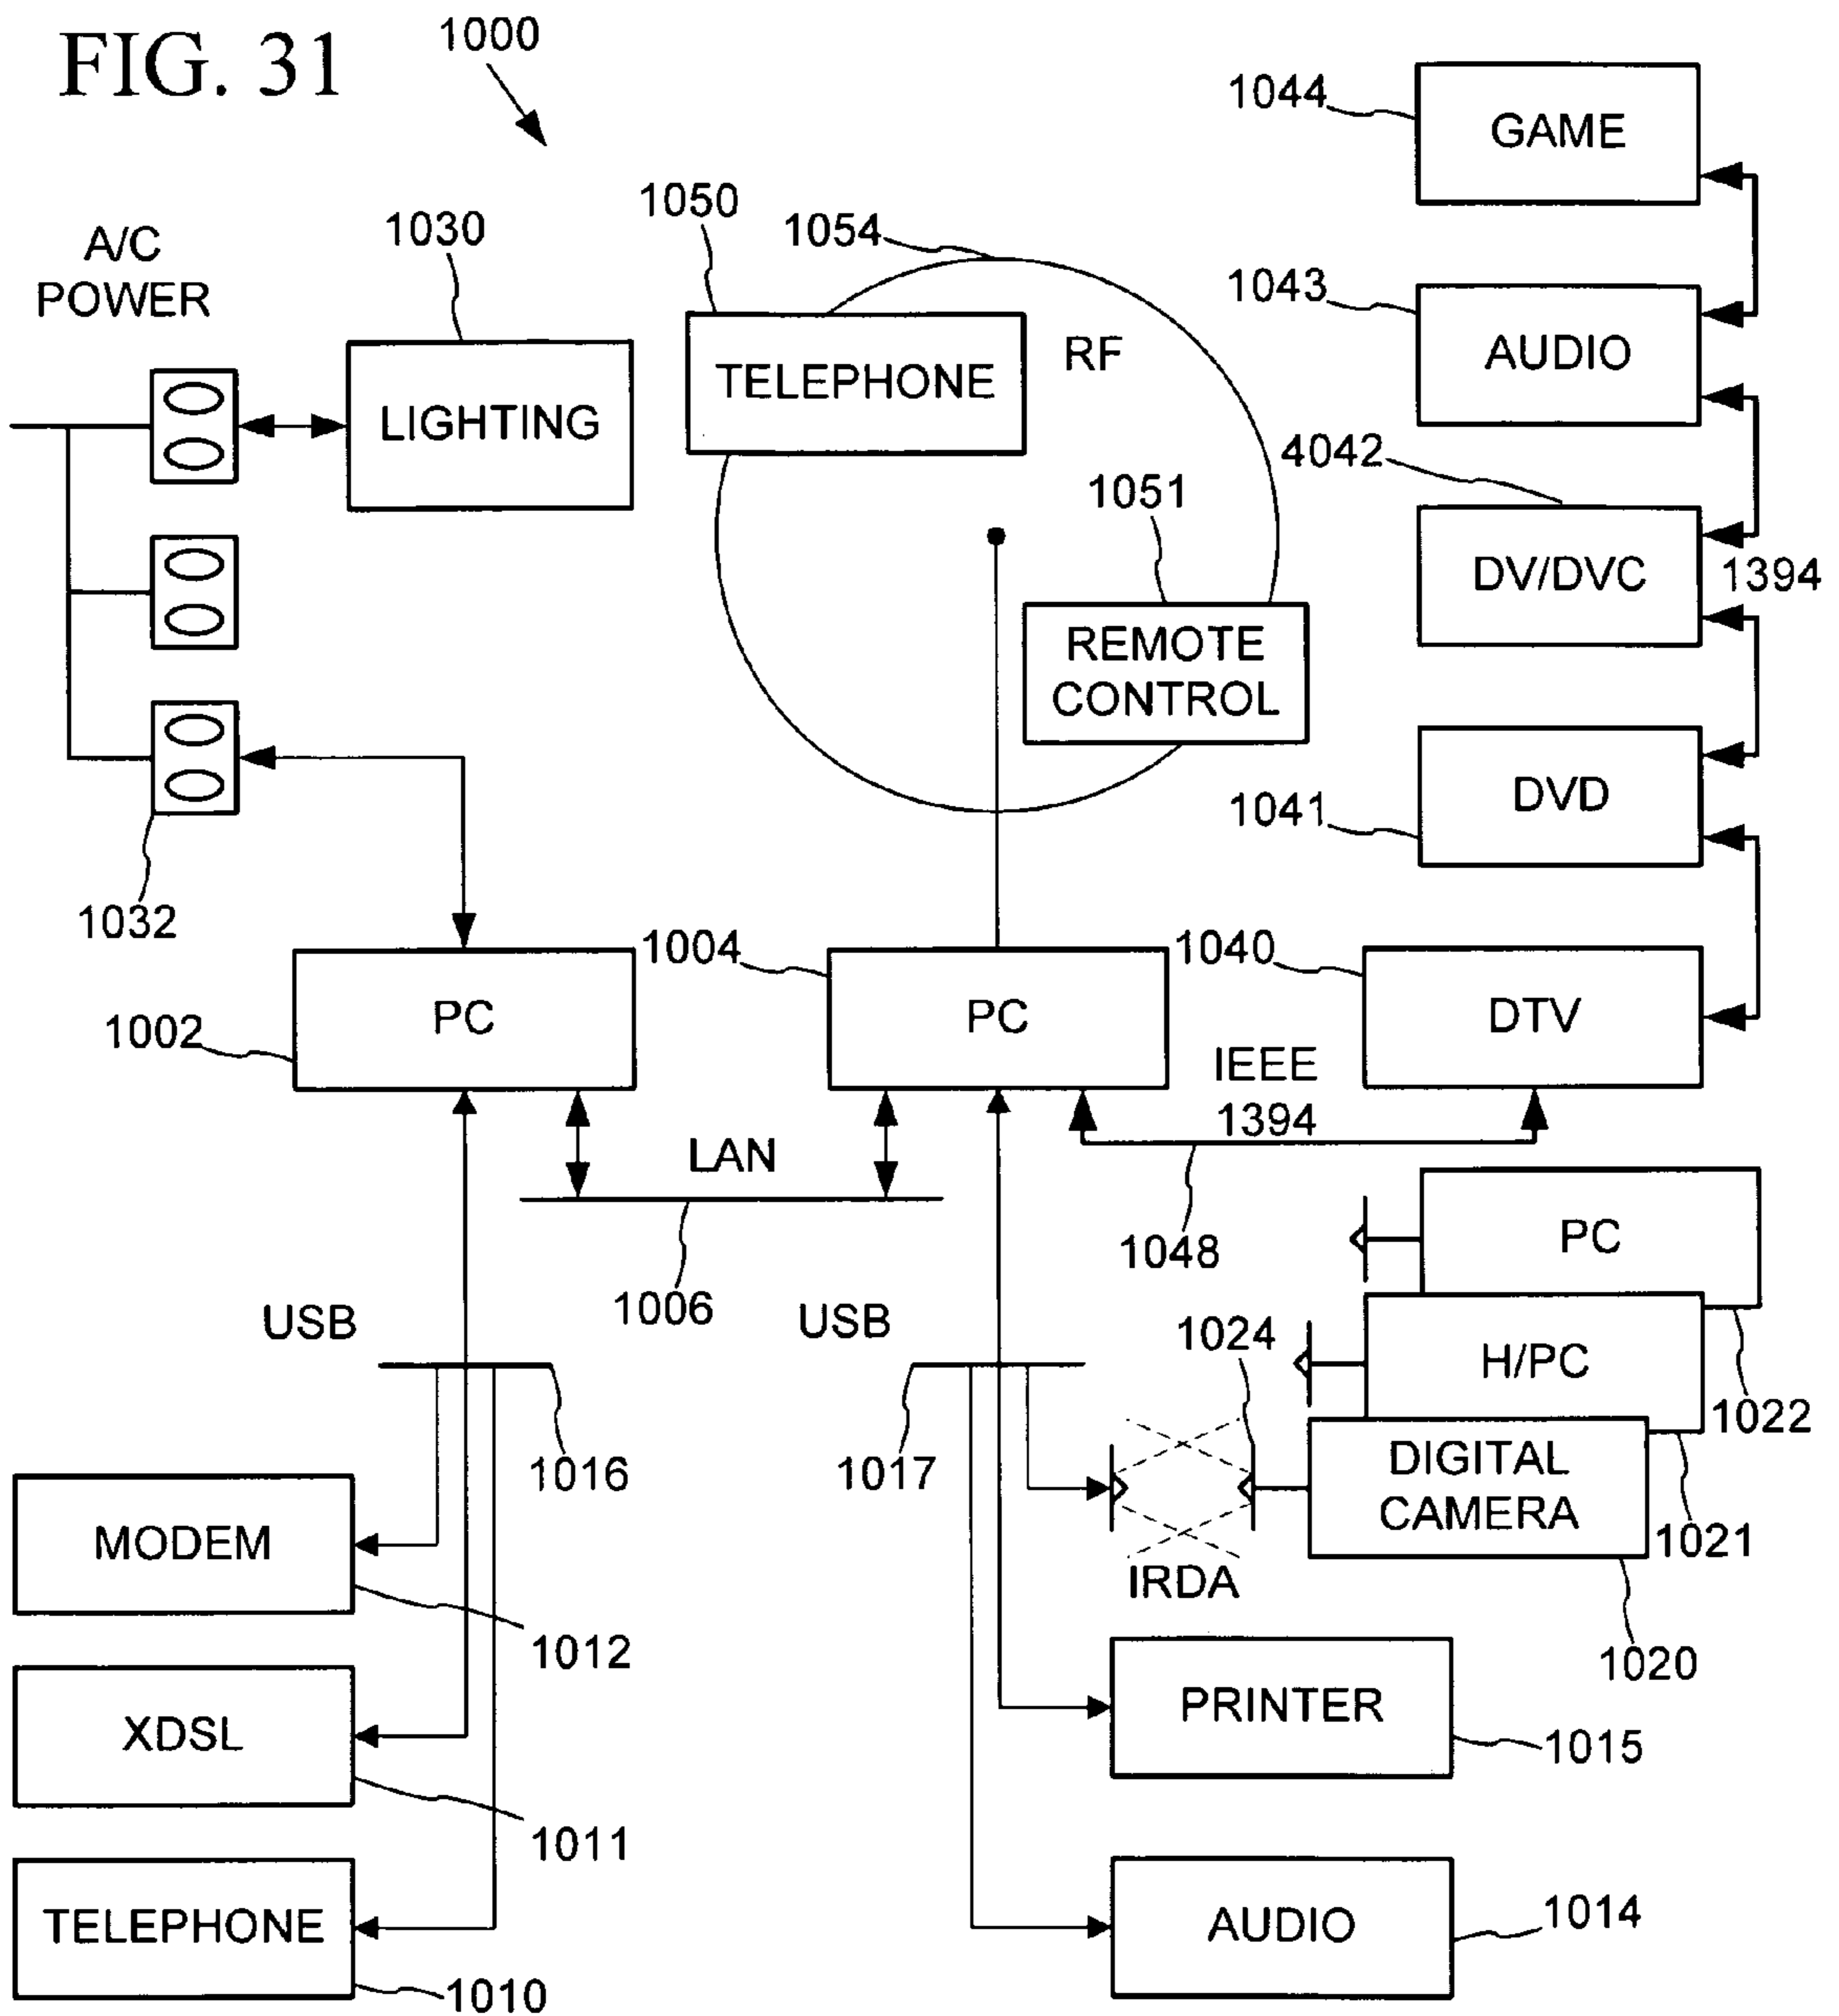 FIG. 31
1000
1044
GAME
1050
1054
1030
A/C
POWER
1043
AUDIO
RF
TELEPHONE
LIGHTING
4042
1051
DV/DVC
1394
REMOTE
CONTROL
DVD
1041
1032
1004
1040
PC
PC
DTV
1002
IEEE
1394
LAN
1048
PC
1006
USB
USB
1024
H/PC
1022
1016
1017
DIGITAL
CAMERA
1021
MODEM
IRDA
1012
1020
PRINTER
XDSL
1015
1011
TELEPHONE
AUDIO
1014
1010